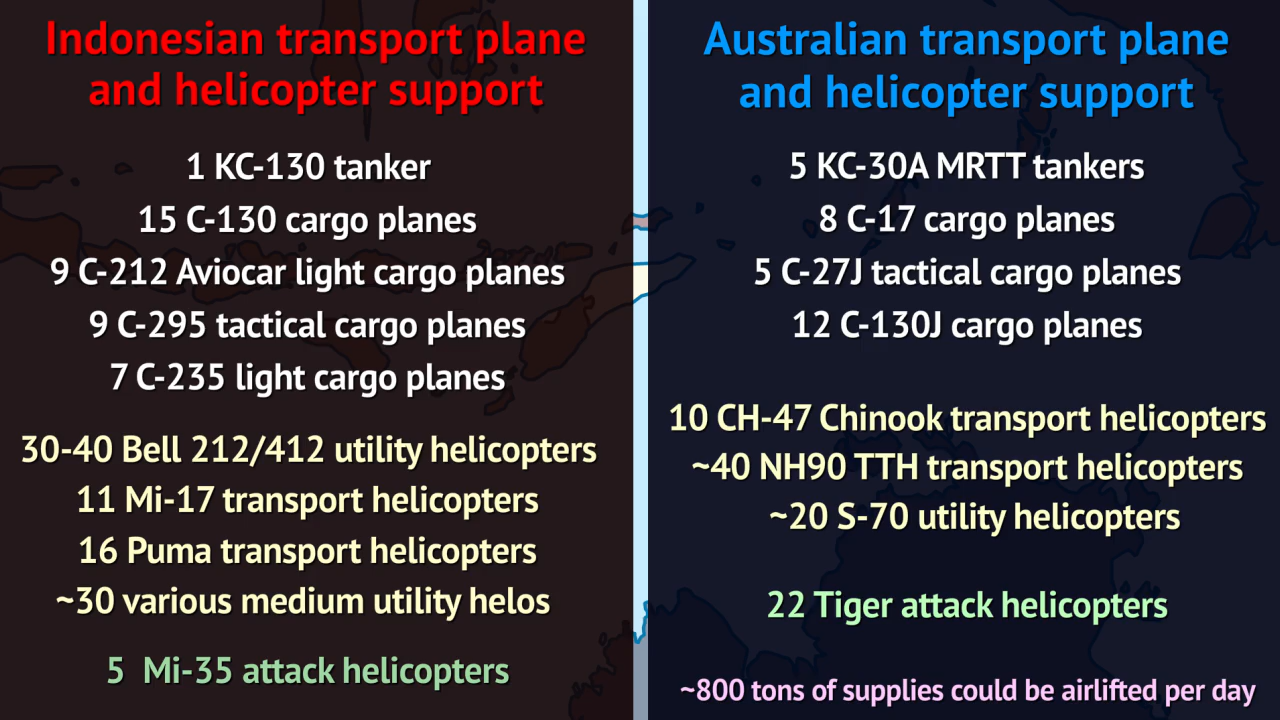 Indonesian transport plane
and helicopter support
1 KC-130 tanker
15 C-130 cargo planes
9 C-212 Aviocar light cargo planes
9 C-295 tactical cargo planes
7 C-235 light cargo planes
30-40 Bell 212/412 utility helicopters
11 Mi-17 transport helicopters
16 Puma transport helicopters
~30 various medium utility helos
5 Mi-35 attack helicopters
Australian transport plane
and helicopter support
5 KC-30A MRTT tankers
8 C-17 cargo planes
5 C-27J tactical cargo planes
12 C-130J cargo planes
10 CH-47 Chinook transport helicopters
~40 NH90 TTH transport helicopters
~20 S-70 utility helicopters
22 Tiger attack helicopters
~800 tons of supplies could be airlifted per day